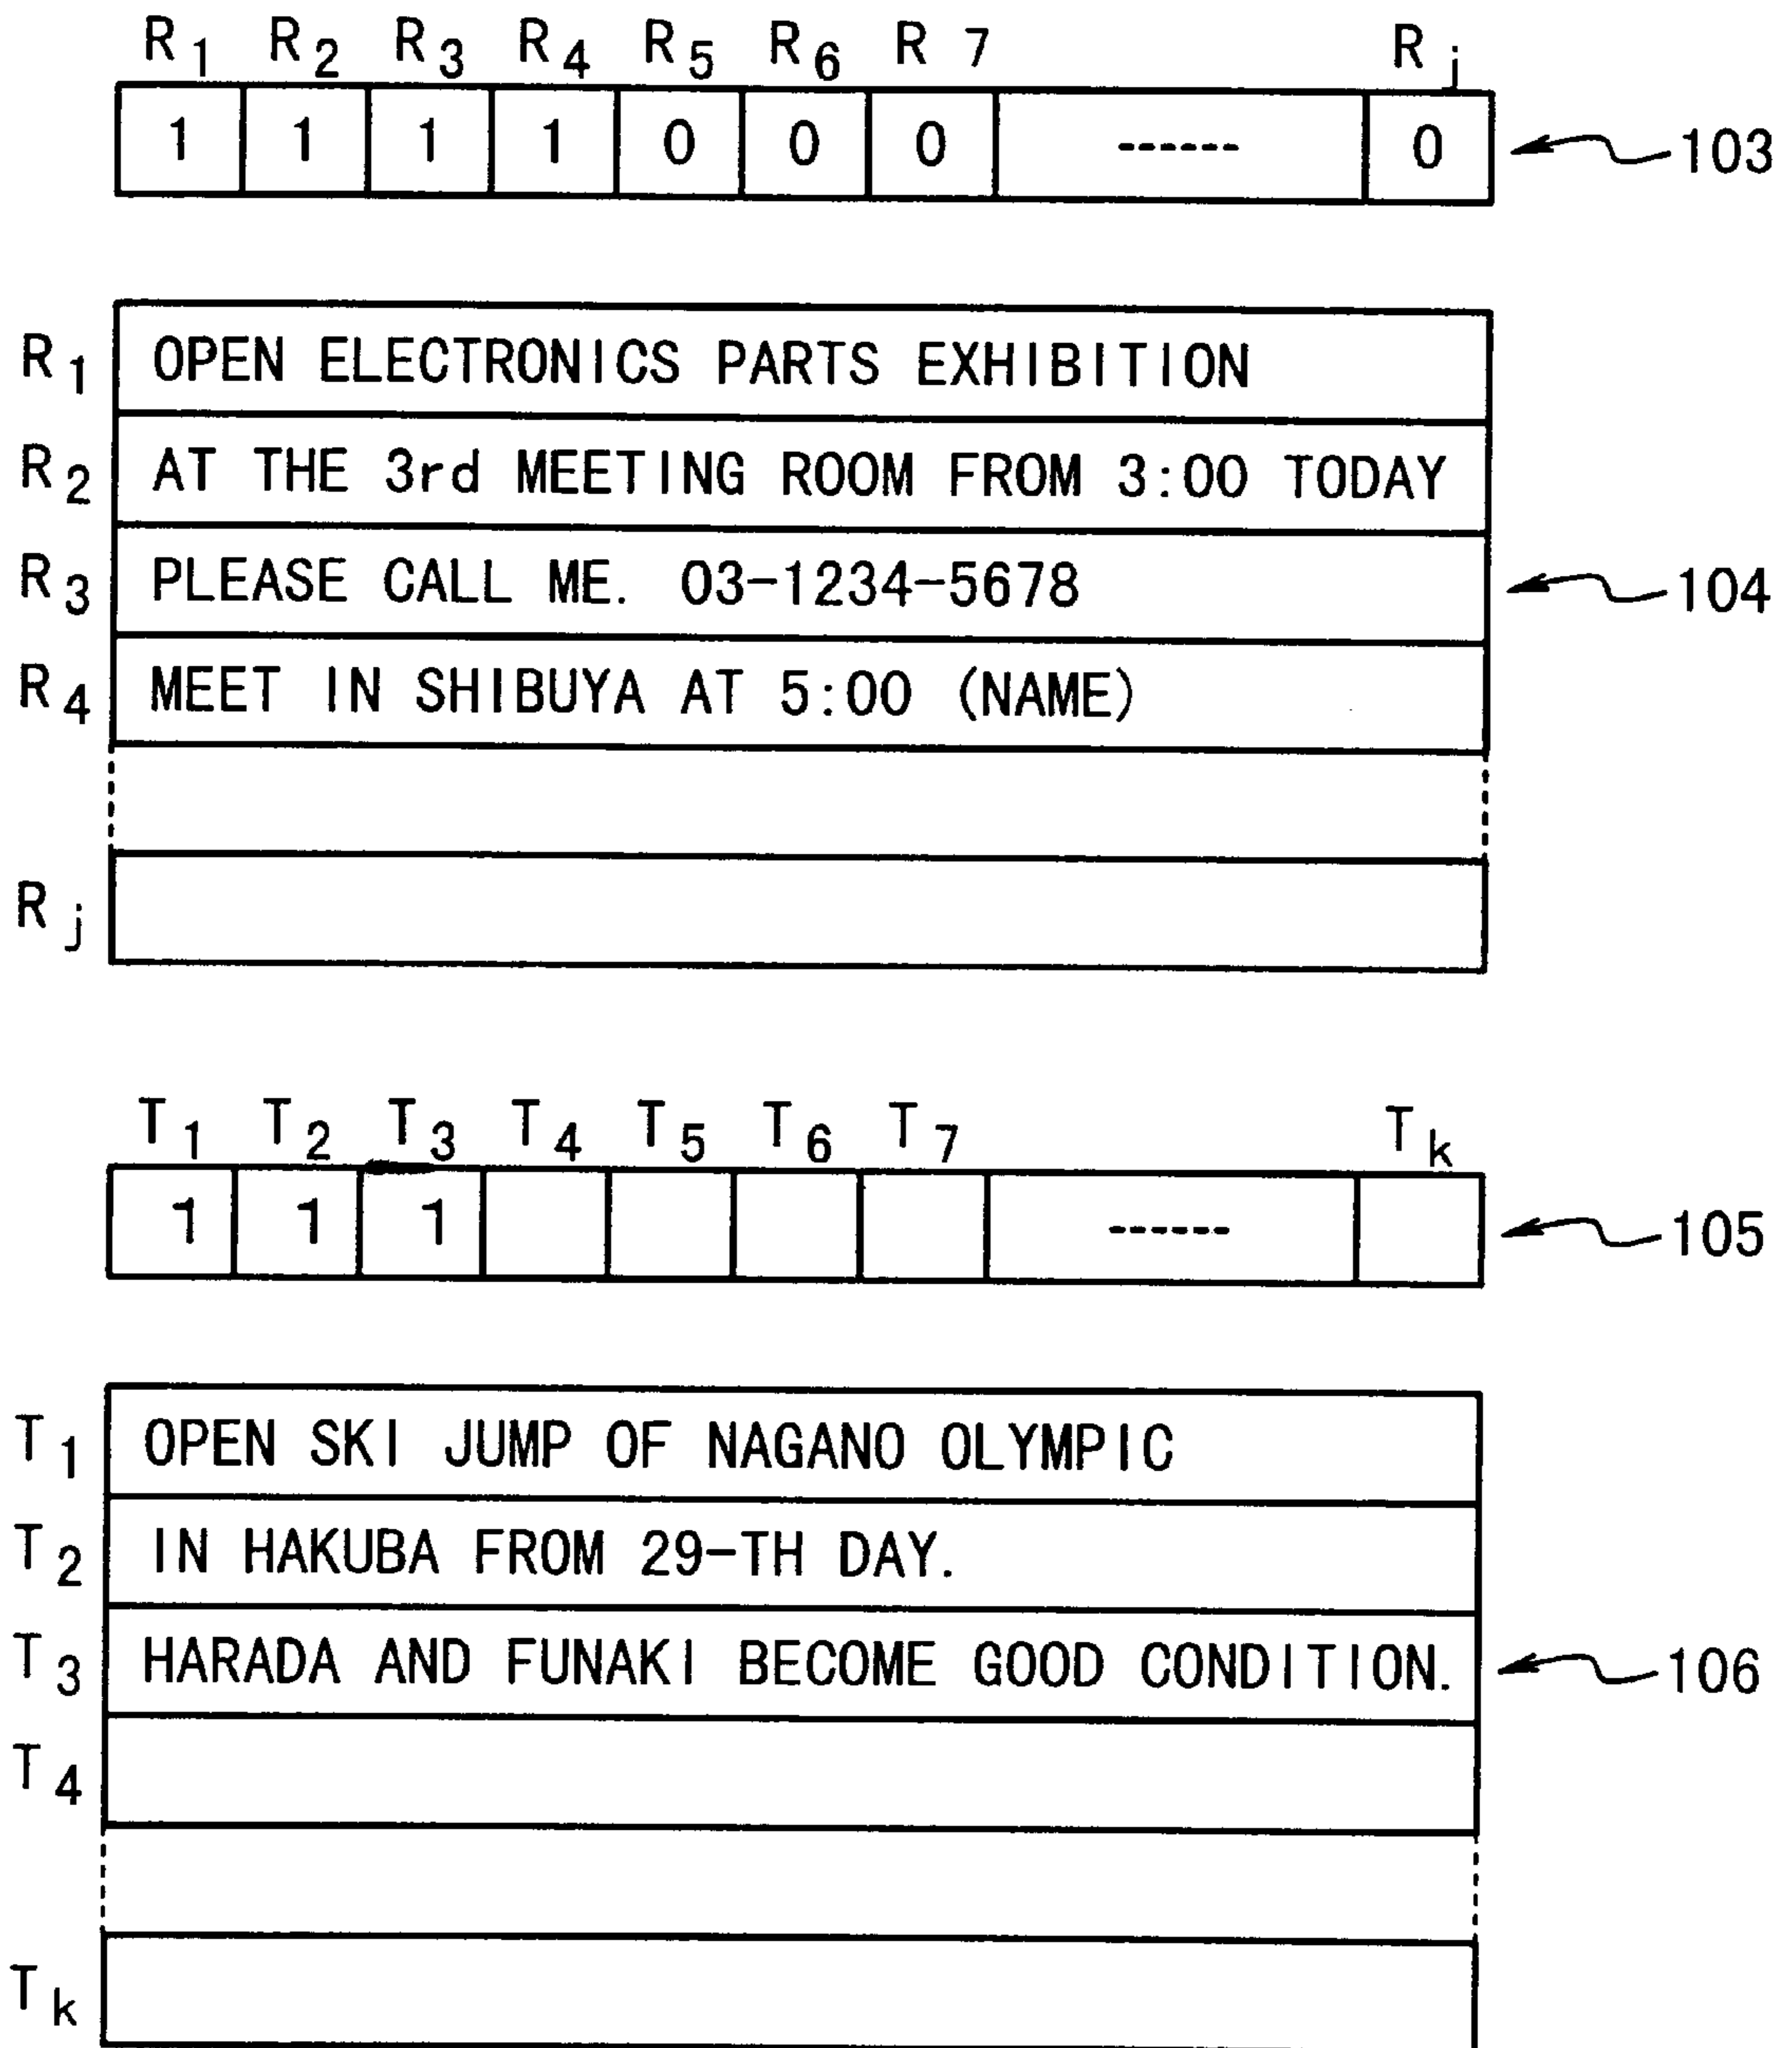 R1 R2 R3 R4 R5 R6 R 7 Rj
1 1 1 1 0 0 0 ------ 0 103
R1 OPEN ELECTRONICS PARTS EXHIBITION
R2 AT THE 3rd MEETING ROOM FROM 3:00 TODAY
R3 PLEASE CALL ME. 03-1234-5678 104
R4 MEET IN SHIBUYA AT 5:00 (NAME)
Rj
T1 T2 T3 T4 T5 T6 T7 Tk
1 1 1 ------ 105
T1 OPEN SKI JUMP OF NAGANO OLYMPIC
T2 IN HAKUBA FROM 29-TH DAY.
T3 HARADA AND FUNAKI BECOME GOOD CONDITION. 106
T4
Tk